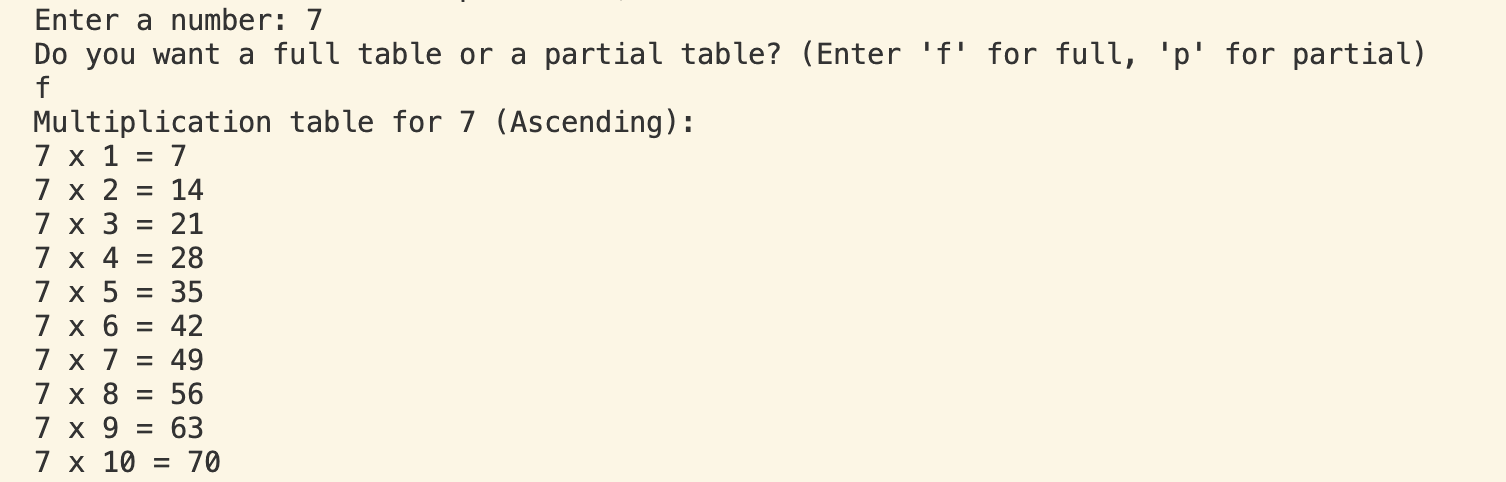 Enter a number: 7
Do you want a full table or a partial table? (Enter 'f' for full, 'p' for partial)
f
Multiplication table for 7 (Ascending):
7 x 1 = 7
7 x 2 = 14
7 x 3 = 21
7 x 4 = 28
7 x 5 = 35
7 x 6 = 42
7 x 7 = 49
7 x 8 = 56
7 x 9 = 63
7 x 10 = 70